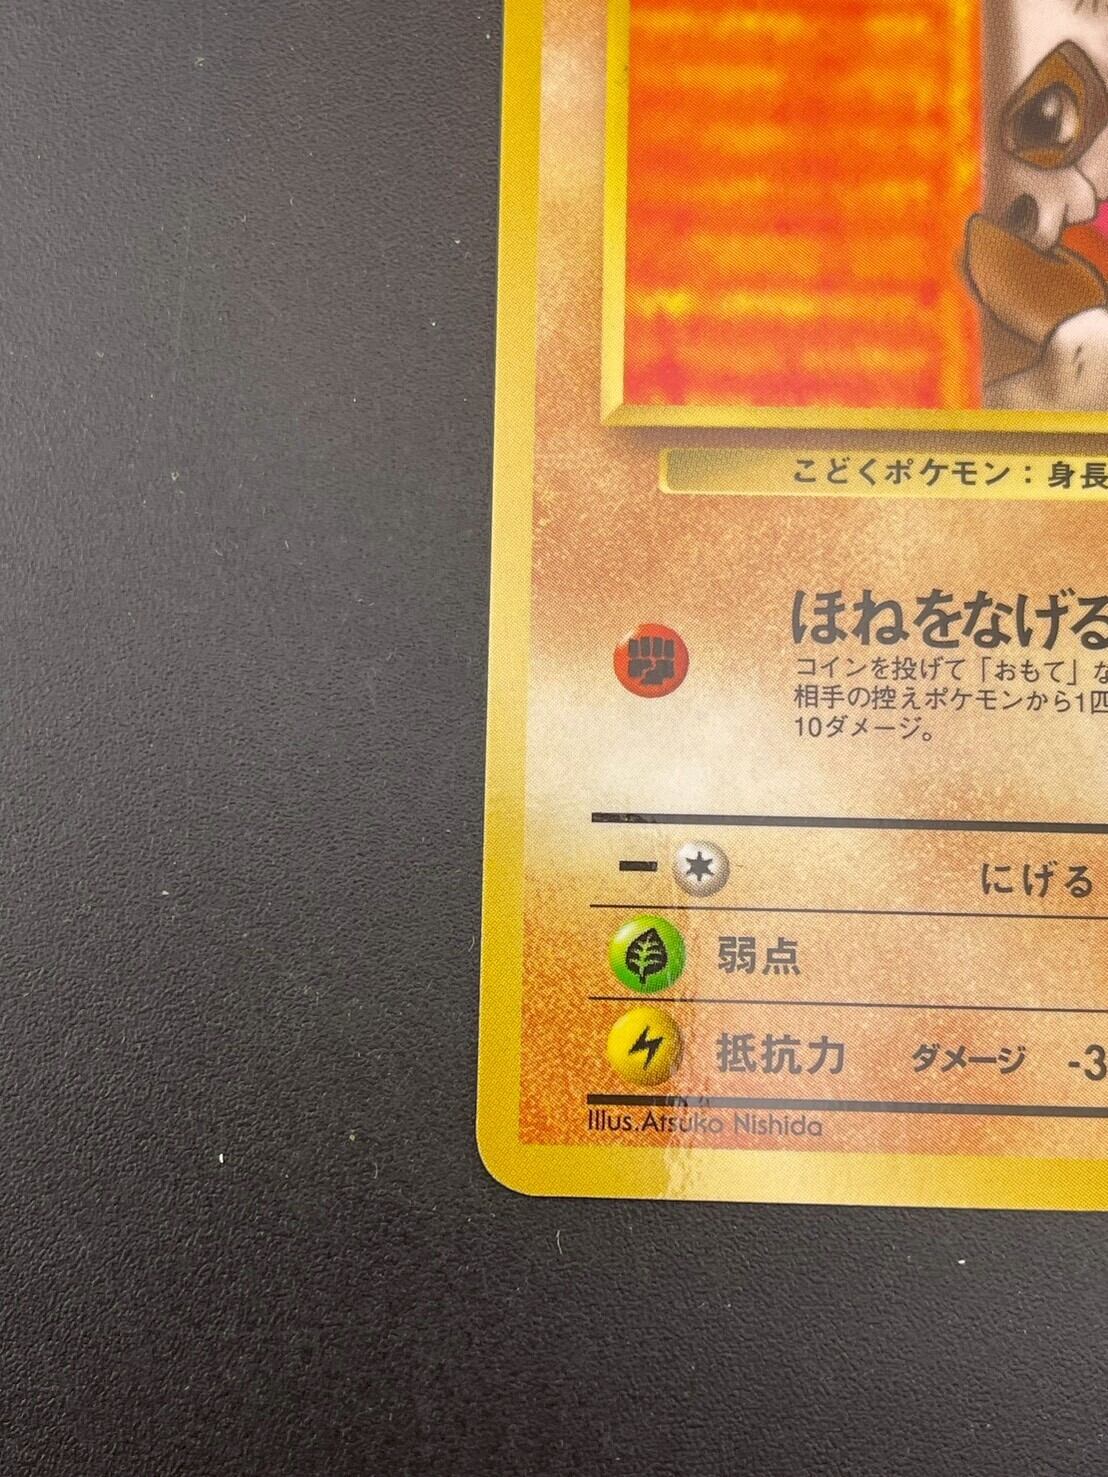 こどくポケモン：身長
ほねをなげる
コインを投げて「おもて」な
相手の控えポケモンから1匹
10ダメージ。
にげる
弱点
抵抗力 ダメージ -3
Illus.Atsuko Nishida